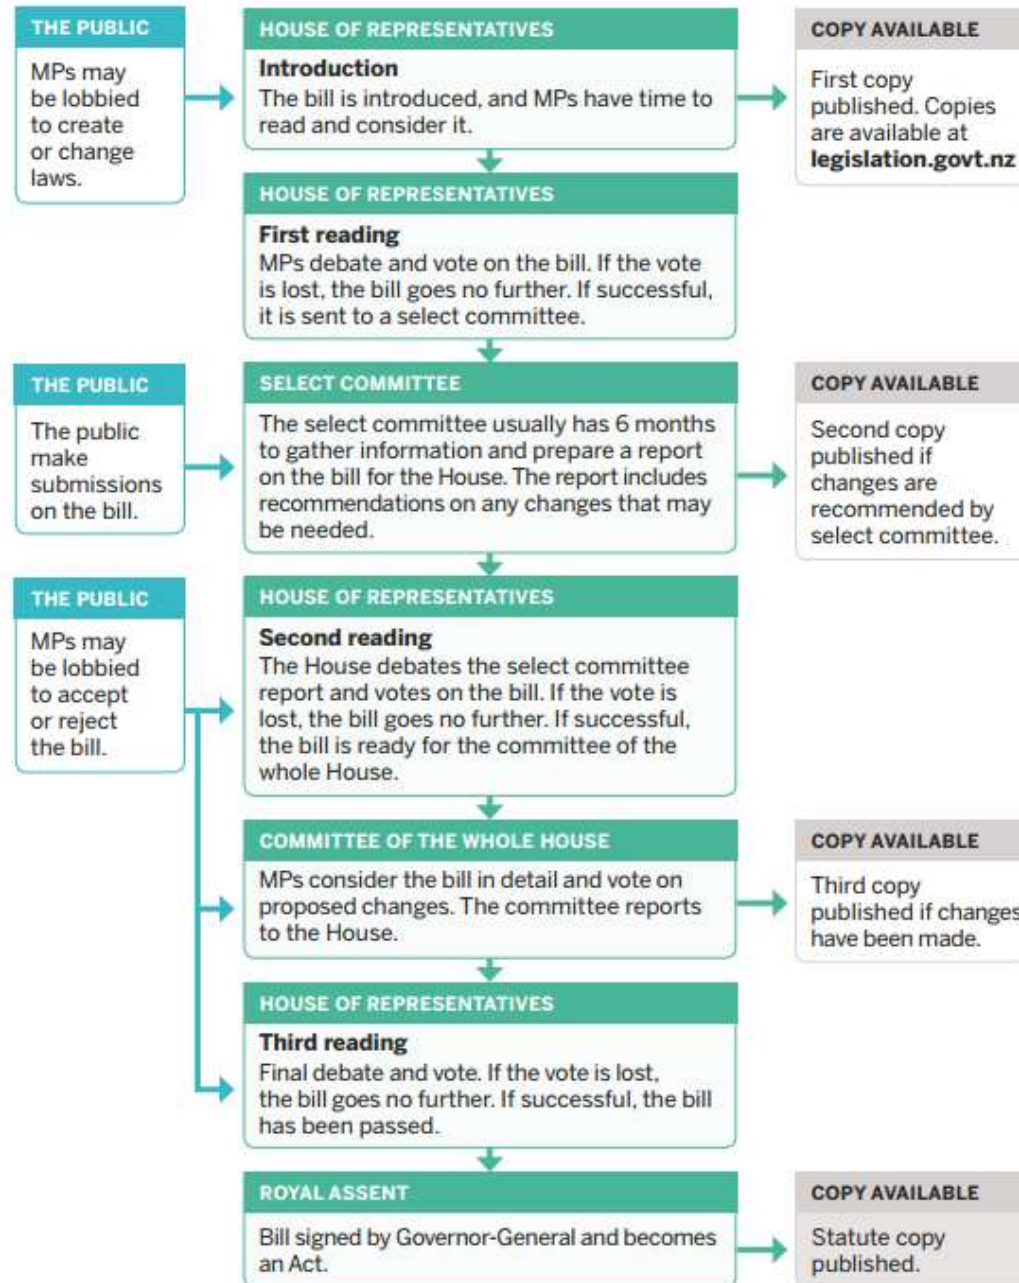 THE PUBLIC
MPs may
be lobbied
to create
or change
laws.
HOUSE OF REPRESENTATIVES
Introduction
The bill is introduced, and MPs have time to
read and consider it.
COPY AVAILABLE
First copy
published. Copies
are available at
legislation.govt.nz
HOUSE OF REPRESENTATIVES
First reading
MPs debate and vote on the bill. If the vote
is lost, the bill goes no further. If successful,
it is sent to a select committee.
THE PUBLIC
The public
make
submissions
on the bill.
SELECT COMMITTEE
The select committee usually has 6 months
to gather information and prepare a report
on the bill for the House. The report includes
recommendations on any changes that may
be needed.
COPY AVAILABLE
Second copy
published if
changes are
recommended by
select committee.
THE PUBLIC
MPs may
be lobbied
to accept
or reject
the bill.
HOUSE OF REPRESENTATIVES
Second reading
The House debates the select committee
report and votes on the bill. If the vote is
lost, the bill goes no further. If successful,
the bill is ready for the committee of the
whole House.
COMMITTEE OF THE WHOLE HOUSE
MPs consider the bill in detail and vote on
proposed changes. The committee reports
to the House.
COPY AVAILABLE
Third copy
published if changes
have been made.
HOUSE OF REPRESENTATIVES
Third reading
Final debate and vote. If the vote is lost,
the bill goes no further. If successful, the bill
has been passed.
ROYAL ASSENT
Bill signed by Governor-General and becomes
an Act.
COPY AVAILABLE
Statute copy
published.